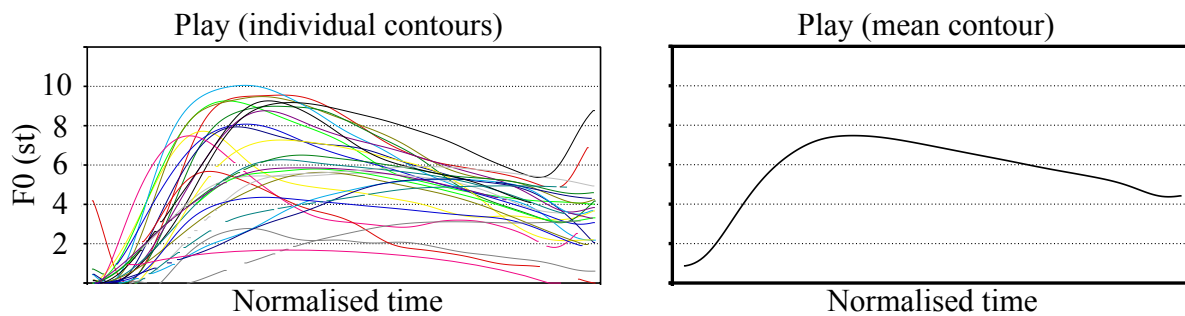 Play (individual contours)
F0 (st)
10
8
6
4
2
Normalised time
Play (mean contour)
Normalised time